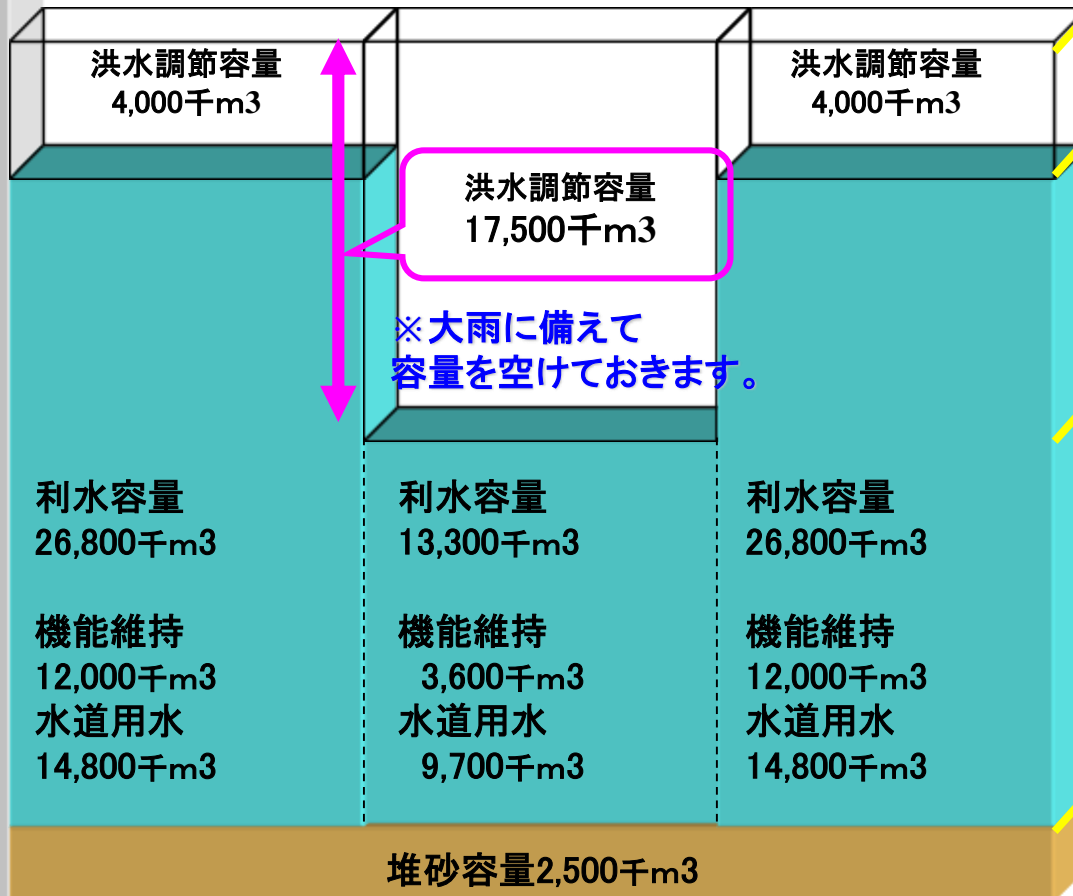 洪水調節容量
4,000千m3
洪水調節容量
17,500千m3
※大雨に備えて
容量を空けておきます。
洪水調節容量
4,000千m3
利水容量
26,800千m3
機能維持
12,000千m3
水道用水
14,800千m3
利水容量
13,300千m3
機能維持
3,600千m3
水道用水
9,700千m3
利水容量
26,800千m3
機能維持
12,000千m3
水道用水
14,800千m3
堆砂容量2,500千m3